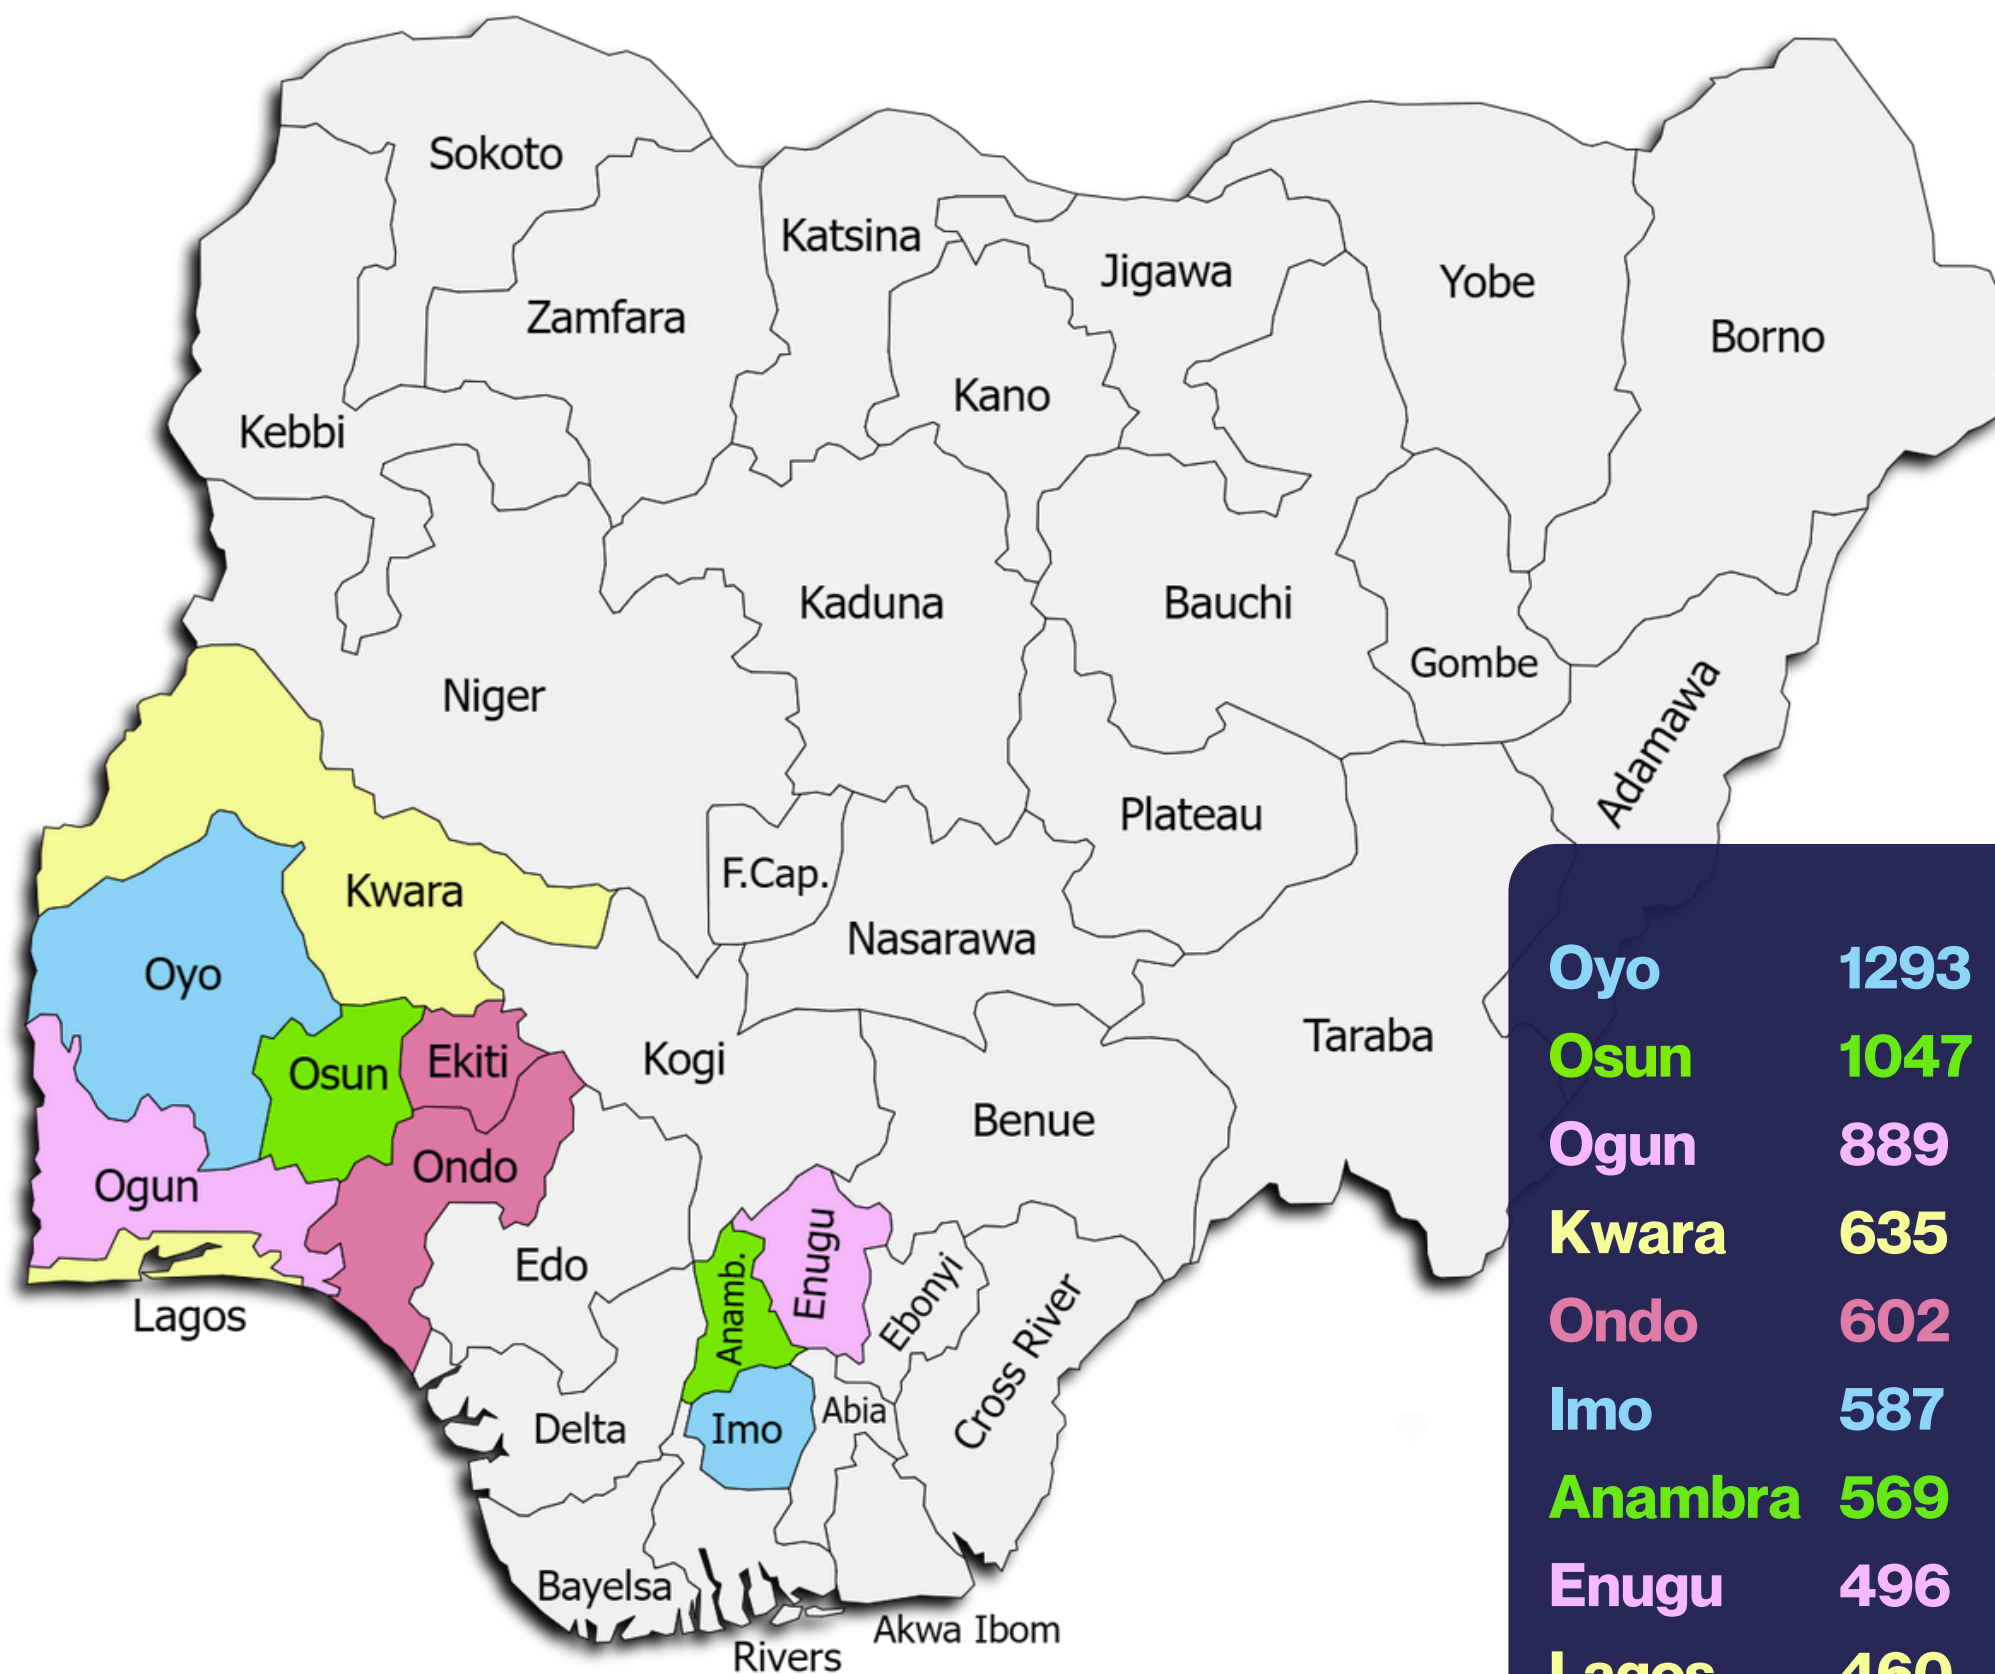 Sokoto
Katsina
Jigawa
Yobe
Zamfara
Borno
Kano
Kebbi
Kaduna
Bauchi
Gombe
Niger
Adamawa
Plateau
F.Cap.
Kwara
Nasarawa
Oyo
Taraba
Kogi
Ekiti
Osun
Benue
Ondo
Ogun
Edo
Enugu
Anamb.
Ebonyi
Lagos
Cross River
Abia
Imo
Delta
Bayelsa
Akwa Ibom
Rivers
Oyo 1293
Osun 1047
Ogun 889
Kwara 635
Ondo 602
Imo 587
Anambra 569
Enugu 496
Lagos 460